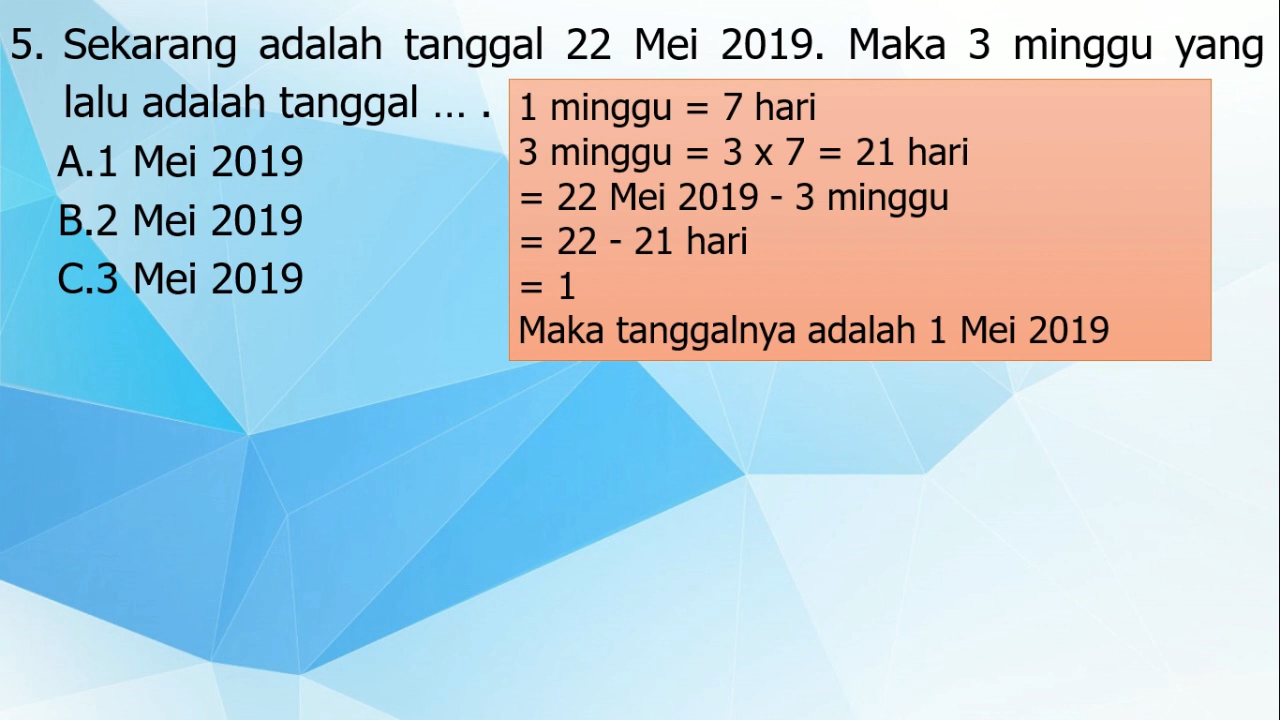 5. Sekarang adalah tanggal 22 Mei 2019. Maka 3 minggu yang
lalu adalah tanggal ... .
A.1 Mei 2019
B.2 Mei 2019
C.3 Mei 2019
1 minggu = 7 hari
3 minggu = 3 x 7 = 21 hari
= 22 Mei 2019 - 3 minggu
= 22 - 21 hari
= 1
Maka tanggalnya adalah 1 Mei 2019